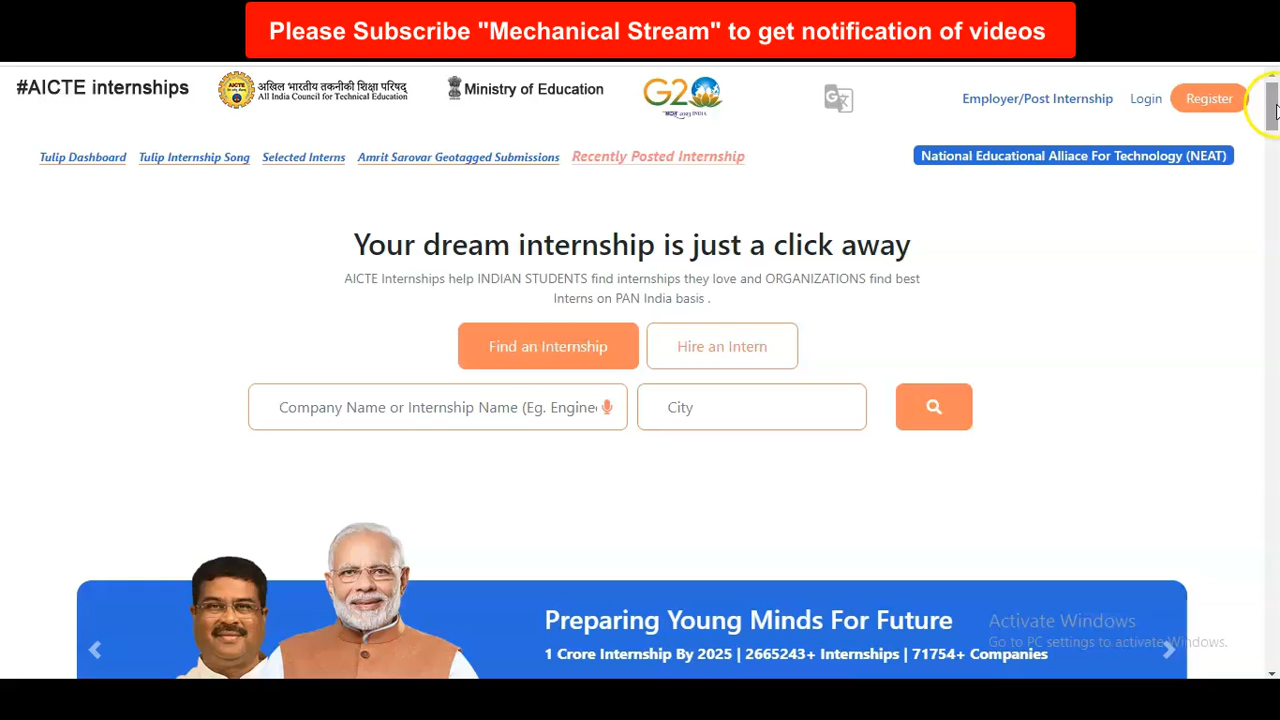 Please Subscribe "Mechanical Stream" to get notification of videos
#AICTE internships
अखिल भारतीय तकनीकी शिक्षा परिषद्
All India Council for Technical Education
AICTE
Ministry of Education
G20
भारत 2023 INDIA
Employer/Post Internship
Login
Register
Tulip Dashboard
Tulip Internship Song
Selected Interns
Amrit Sarovar Geotagged Submissions
Recently Posted Internship
National Educational Alliace For Technology (NEAT)
Your dream internship is just a click away
AICTE Internships help INDIAN STUDENTS find internships they love and ORGANIZATIONS find best
Interns on PAN India basis .
Find an Internship
Hire an Intern
Company Name or Internship Name (Eg. Engine
City
Preparing Young Minds For Future
1 Crore Internship By 2025 | 2665243+ Internships | 71754+ Companies
Activate Windows
Go to PC settings to activate Windows.